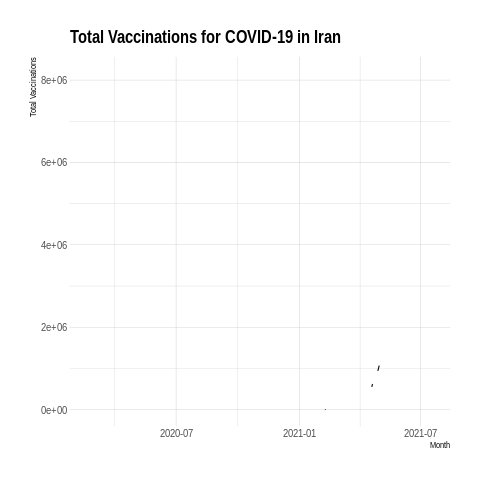 Total Vaccinations for COVID-19 in Iran
Total Vaccinations
8e+06
6e+06
4e+06
2e+06
0e+00
2020-07
2021-01
2021-07
Month